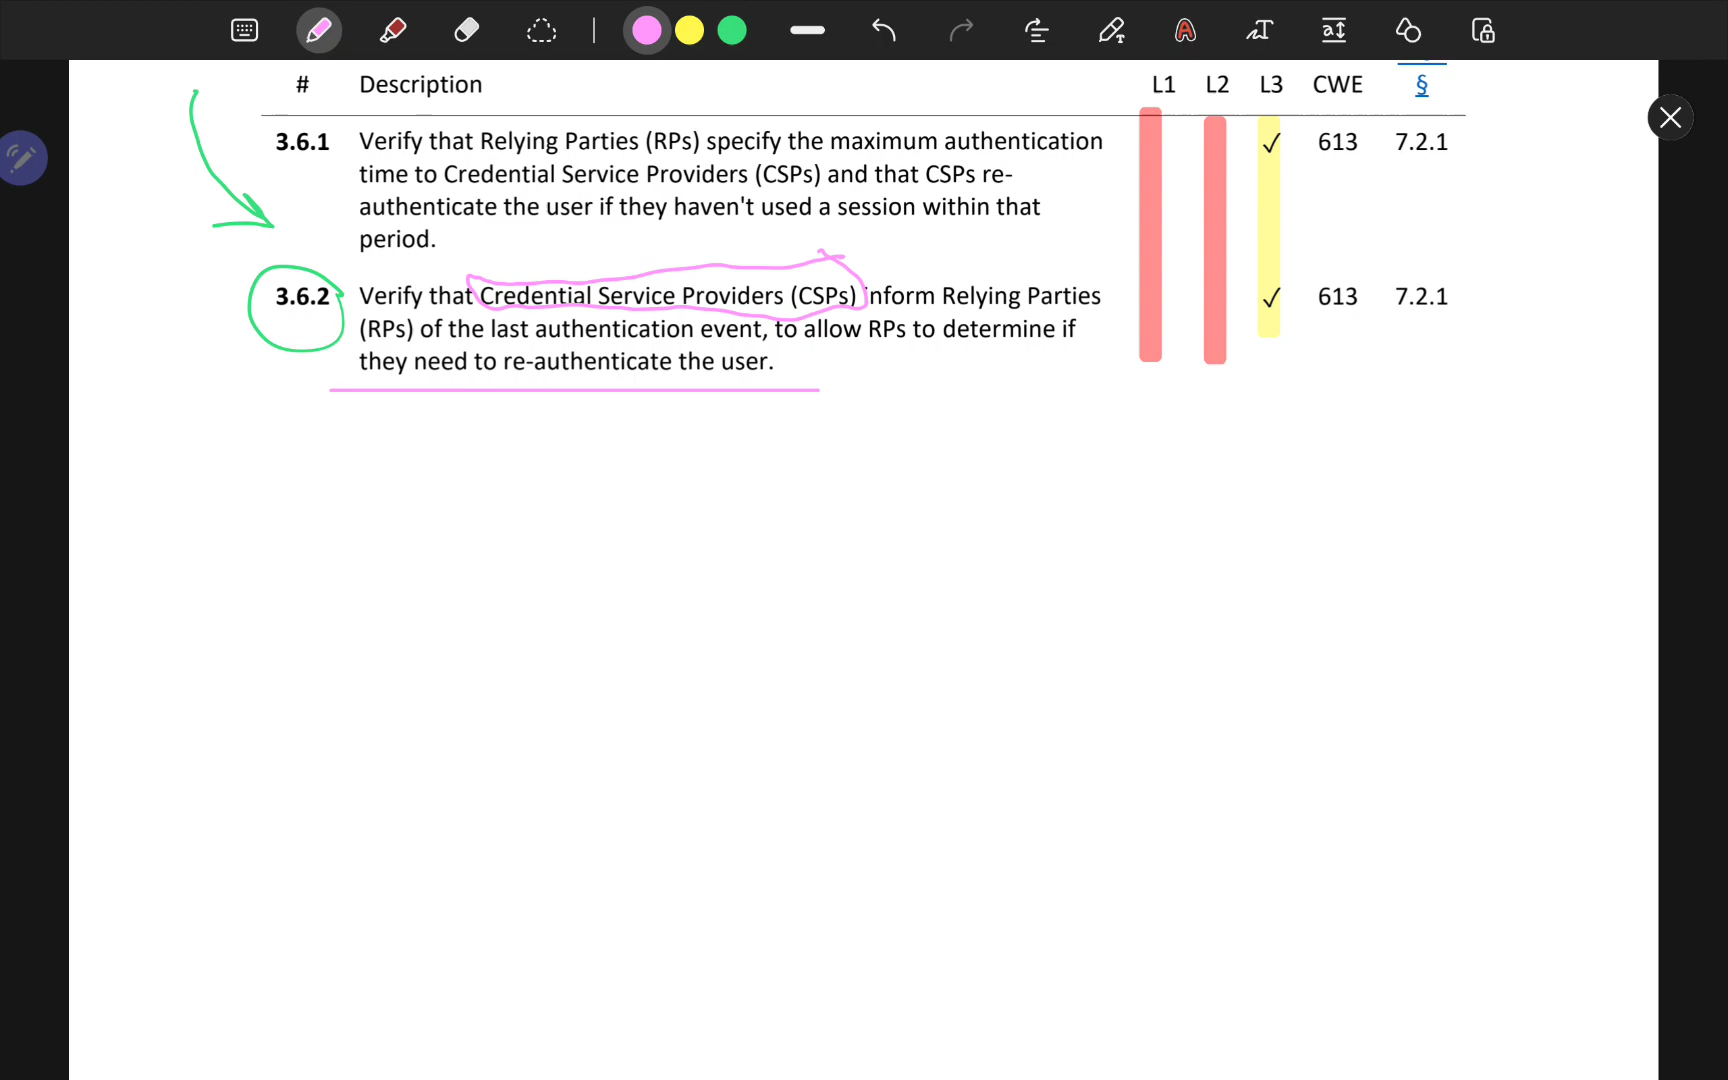 # Description L1 L2 L3 CWE §
3.6.1 Verify that Relying Parties (RPs) specify the maximum authentication ✓ 613 7.2.1
time to Credential Service Providers (CSPs) and that CSPs re-
authenticate the user if they haven't used a session within that
period.
3.6.2 Verify that Credential Service Providers (CSPs) inform Relying Parties ✓ 613 7.2.1
(RPs) of the last authentication event, to allow RPs to determine if
they need to re-authenticate the user.